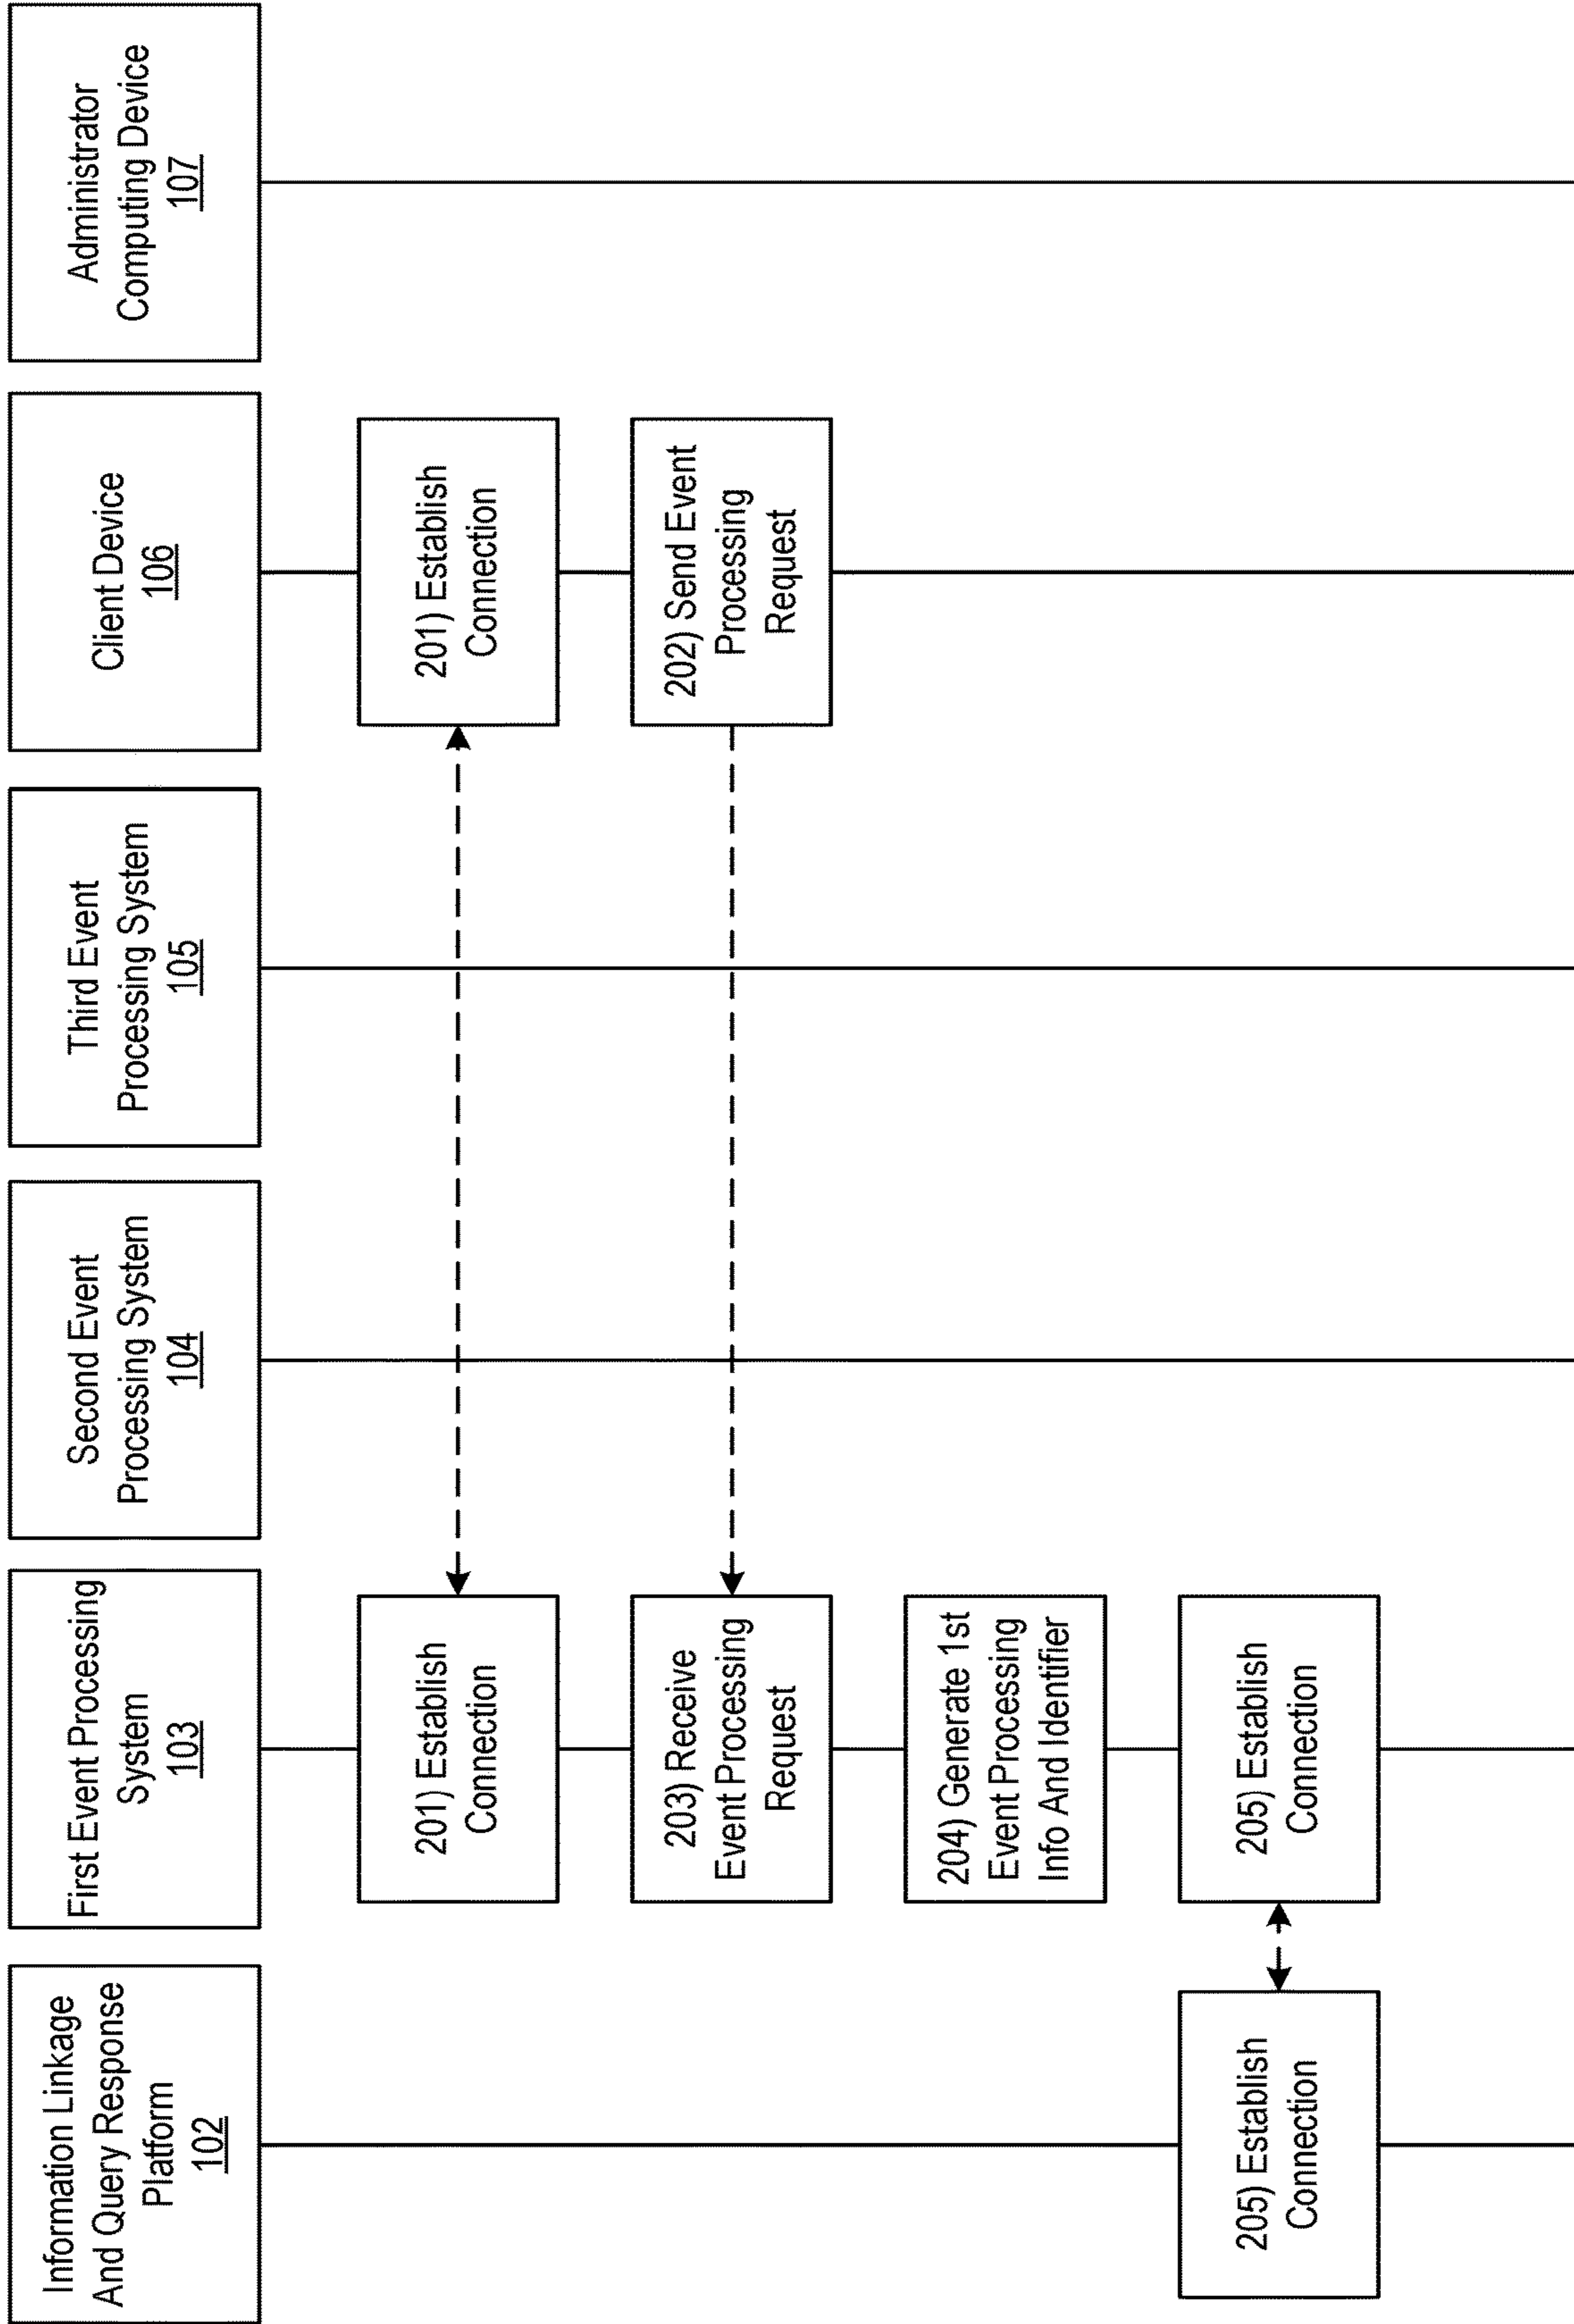 Information Linkage
And Query Response
Platform
102
First Event Processing
System
103
Second Event
Processing System
104
Third Event
Processing System
105
Client Device
106
Administrator
Computing Device
107
201) Establish
Connection
201) Establish
Connection
203) Receive
Event Processing
Request
202) Send Event
Processing
Request
204) Generate 1st
Event Processing
Info And Identifier
205) Establish
Connection
205) Establish
Connection